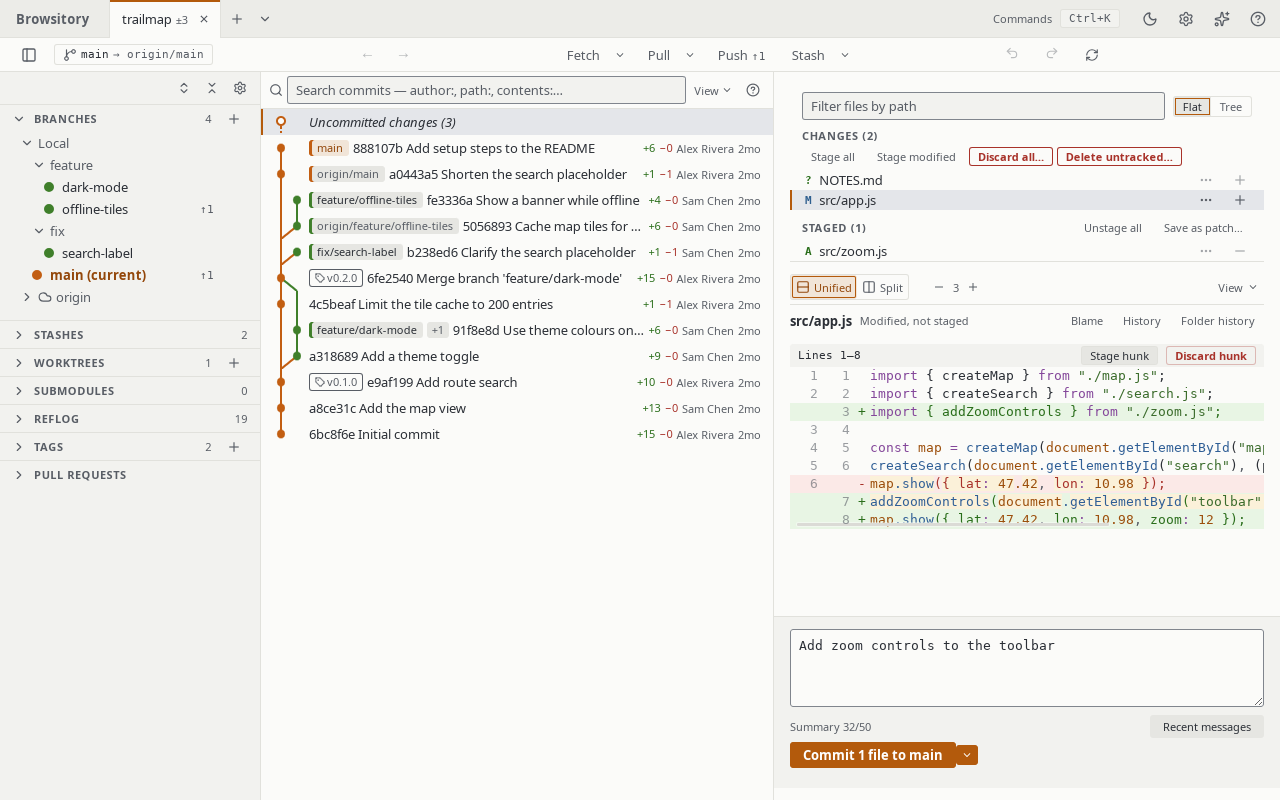 Browsitory
trailmap ±3
Commands Ctrl+K
main → origin/main
Fetch
Pull
Push ↑1
Stash
BRANCHES 4
Local
feature
dark-mode
offline-tiles ↑1
fix
search-label
main (current) ↑1
origin
STASHES 2
WORKTREES 1
SUBMODULES 0
REFLOG 19
TAGS 2
PULL REQUESTS
Search commits — author:, path:, contents:...
View
Uncommitted changes (3)
main 888107b Add setup steps to the README +6 −0 Alex Rivera 2mo
origin/main a0443a5 Shorten the search placeholder +1 −1 Alex Rivera 2mo
feature/offline-tiles fe3336a Show a banner while offline +4 −0 Sam Chen 2mo
origin/feature/offline-tiles 5056893 Cache map tiles for ... +6 −0 Sam Chen 2mo
fix/search-label b238ed6 Clarify the search placeholder +1 −1 Sam Chen 2mo
v0.2.0 6fe2540 Merge branch 'feature/dark-mode' +15 −0 Alex Rivera 2mo
4c5beaf Limit the tile cache to 200 entries +1 −1 Alex Rivera 2mo
feature/dark-mode +1 91f8e8d Use theme colours on... +6 −0 Sam Chen 2mo
a318689 Add a theme toggle +9 −0 Sam Chen 2mo
v0.1.0 e9af199 Add route search +10 −0 Alex Rivera 2mo
a8ce31c Add the map view +13 −0 Sam Chen 2mo
6bc8f6e Initial commit +15 −0 Alex Rivera 2mo
Filter files by path
Flat Tree
CHANGES (2)
Stage all Stage modified Discard all... Delete untracked...
? NOTES.md
M src/app.js
STAGED (1) Unstage all Save as patch...
A src/zoom.js
Unified Split − 3 + View
src/app.js Modified, not staged Blame History Folder history
Lines 1–8 Stage hunk Discard hunk
1 1 import { createMap } from "./map.js";
2 2 import { createSearch } from "./search.js";
3 + import { addZoomControls } from "./zoom.js";
3 4
4 5 const map = createMap(document.getElementById("map
5 6 createSearch(document.getElementById("search"), (p
6 - map.show({ lat: 47.42, lon: 10.98 });
7 + addZoomControls(document.getElementById("toolbar"
8 + map.show({ lat: 47.42, lon: 10.98, zoom: 12 });
Add zoom controls to the toolbar
Summary 32/50
Recent messages
Commit 1 file to main